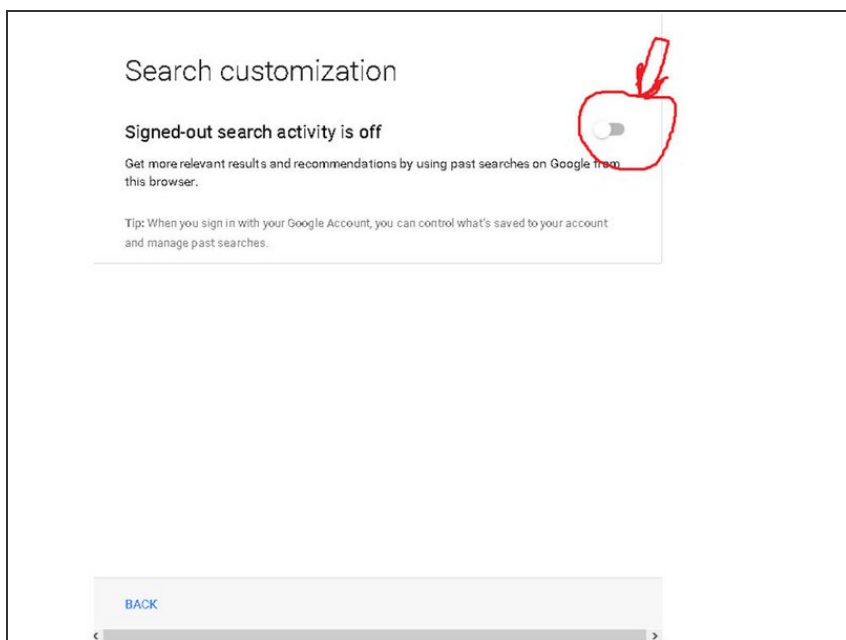 Search customization
Signed-out search activity is off
Get more relevant results and recommendations by using past searches on Google from
this browser.
Tip: When you sign in with your Google Account, you can control what's saved to your account
and manage past searches.
BACK